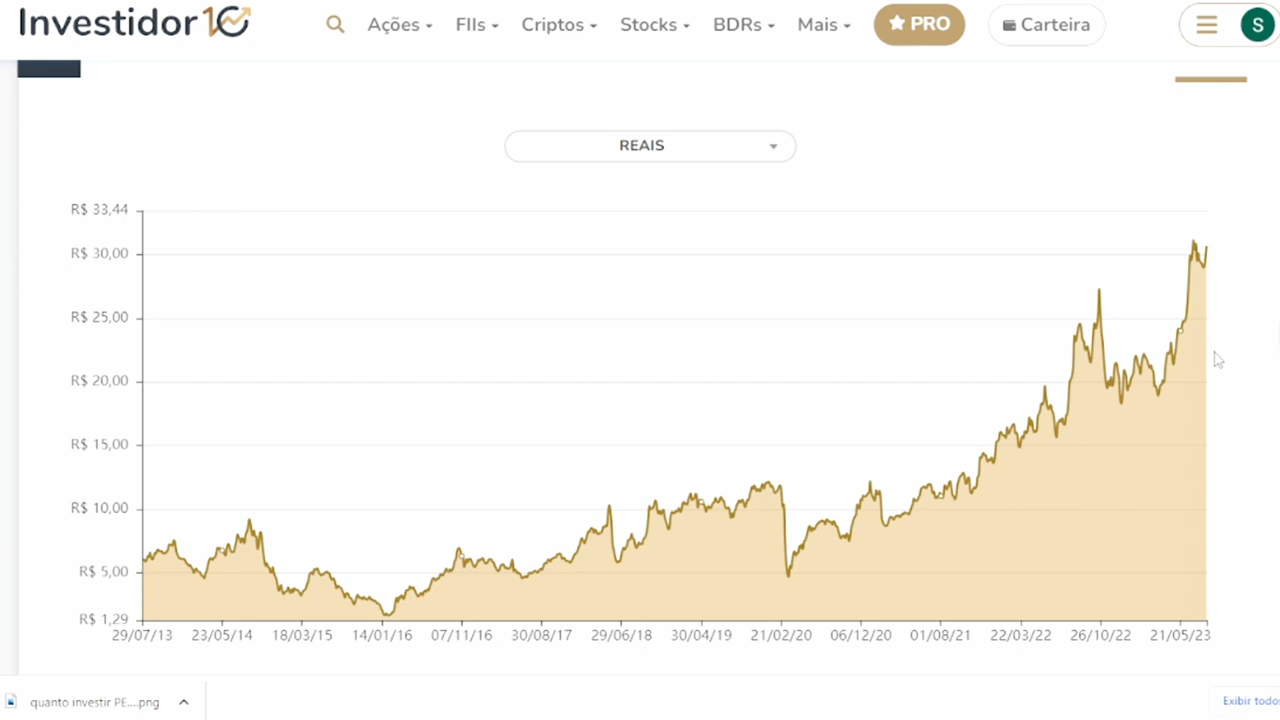 Investidor 10
Ações
FIIs
Criptos
Stocks
BDRs
Mais
PRO
Carteira
S
REAIS
R$ 33,44
R$ 30,00
R$ 25,00
R$ 20,00
R$ 15,00
R$ 10,00
R$ 5,00
R$ 1,29
29/07/13 23/05/14 18/03/15 14/01/16 07/11/16 30/08/17 29/06/18 30/04/19 21/02/20 06/12/20 01/08/21 22/03/22 26/10/22 21/05/23
quanto investir PE....png
Exibir todo